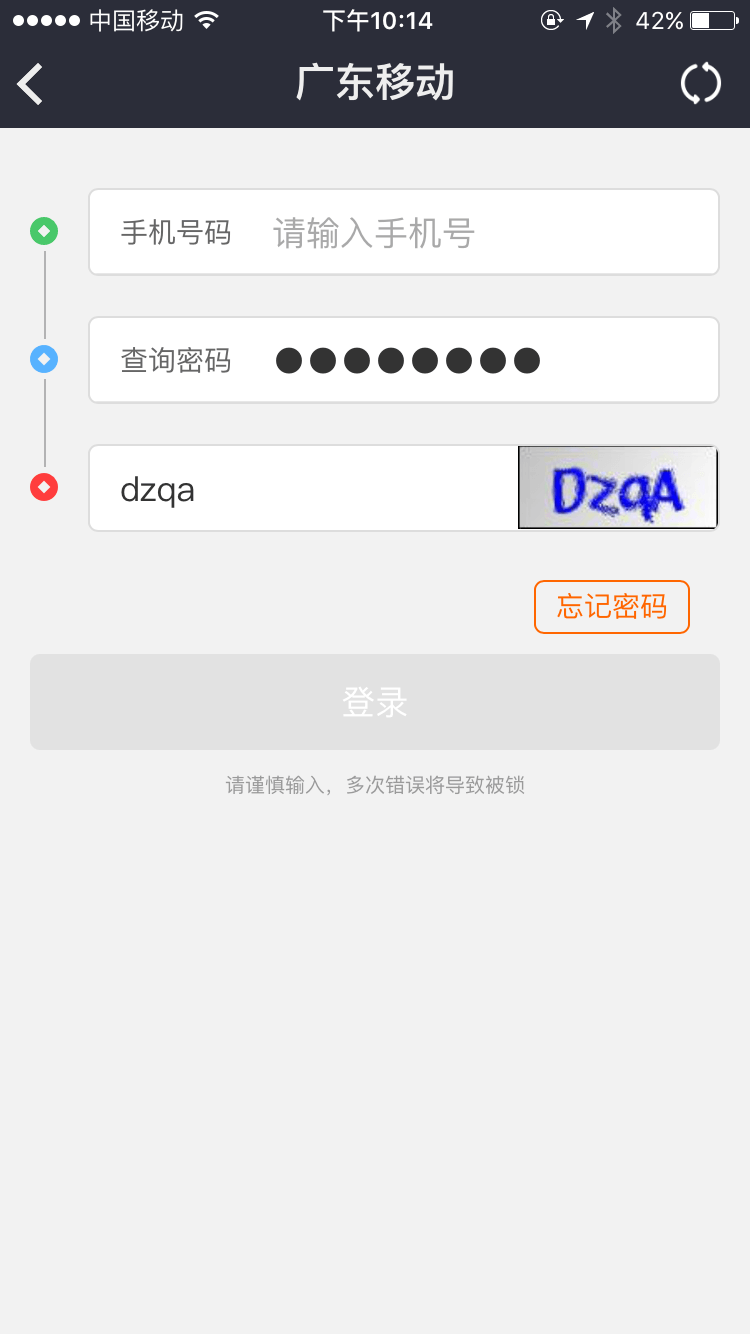 中国移动 下午10:14 42%
广东移动
手机号码 请输入手机号
查询密码 ●●●●●●●●
dzqa DzqA
忘记密码
登录
请谨慎输入，多次错误将导致被锁